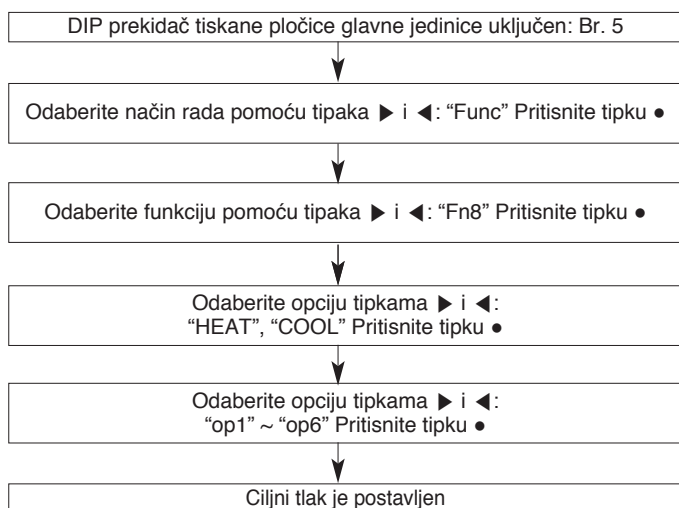 DIP prekidač tiskane pločice glavne jedinice uključen: Br. 5
Odaberite način rada pomoću tipaka ▶ i ◀: “Func” Pritisnite tipku ●
Odaberite funkciju pomoću tipaka ▶ i ◀: “Fn8” Pritisnite tipku ●
Odaberite opciju tipkama ▶ i ◀:
“HEAT”, “COOL” Pritisnite tipku ●
Odaberite opciju tipkama ▶ i ◀:
“op1” ~ “op6” Pritisnite tipku ●
Ciljni tlak je postavljen